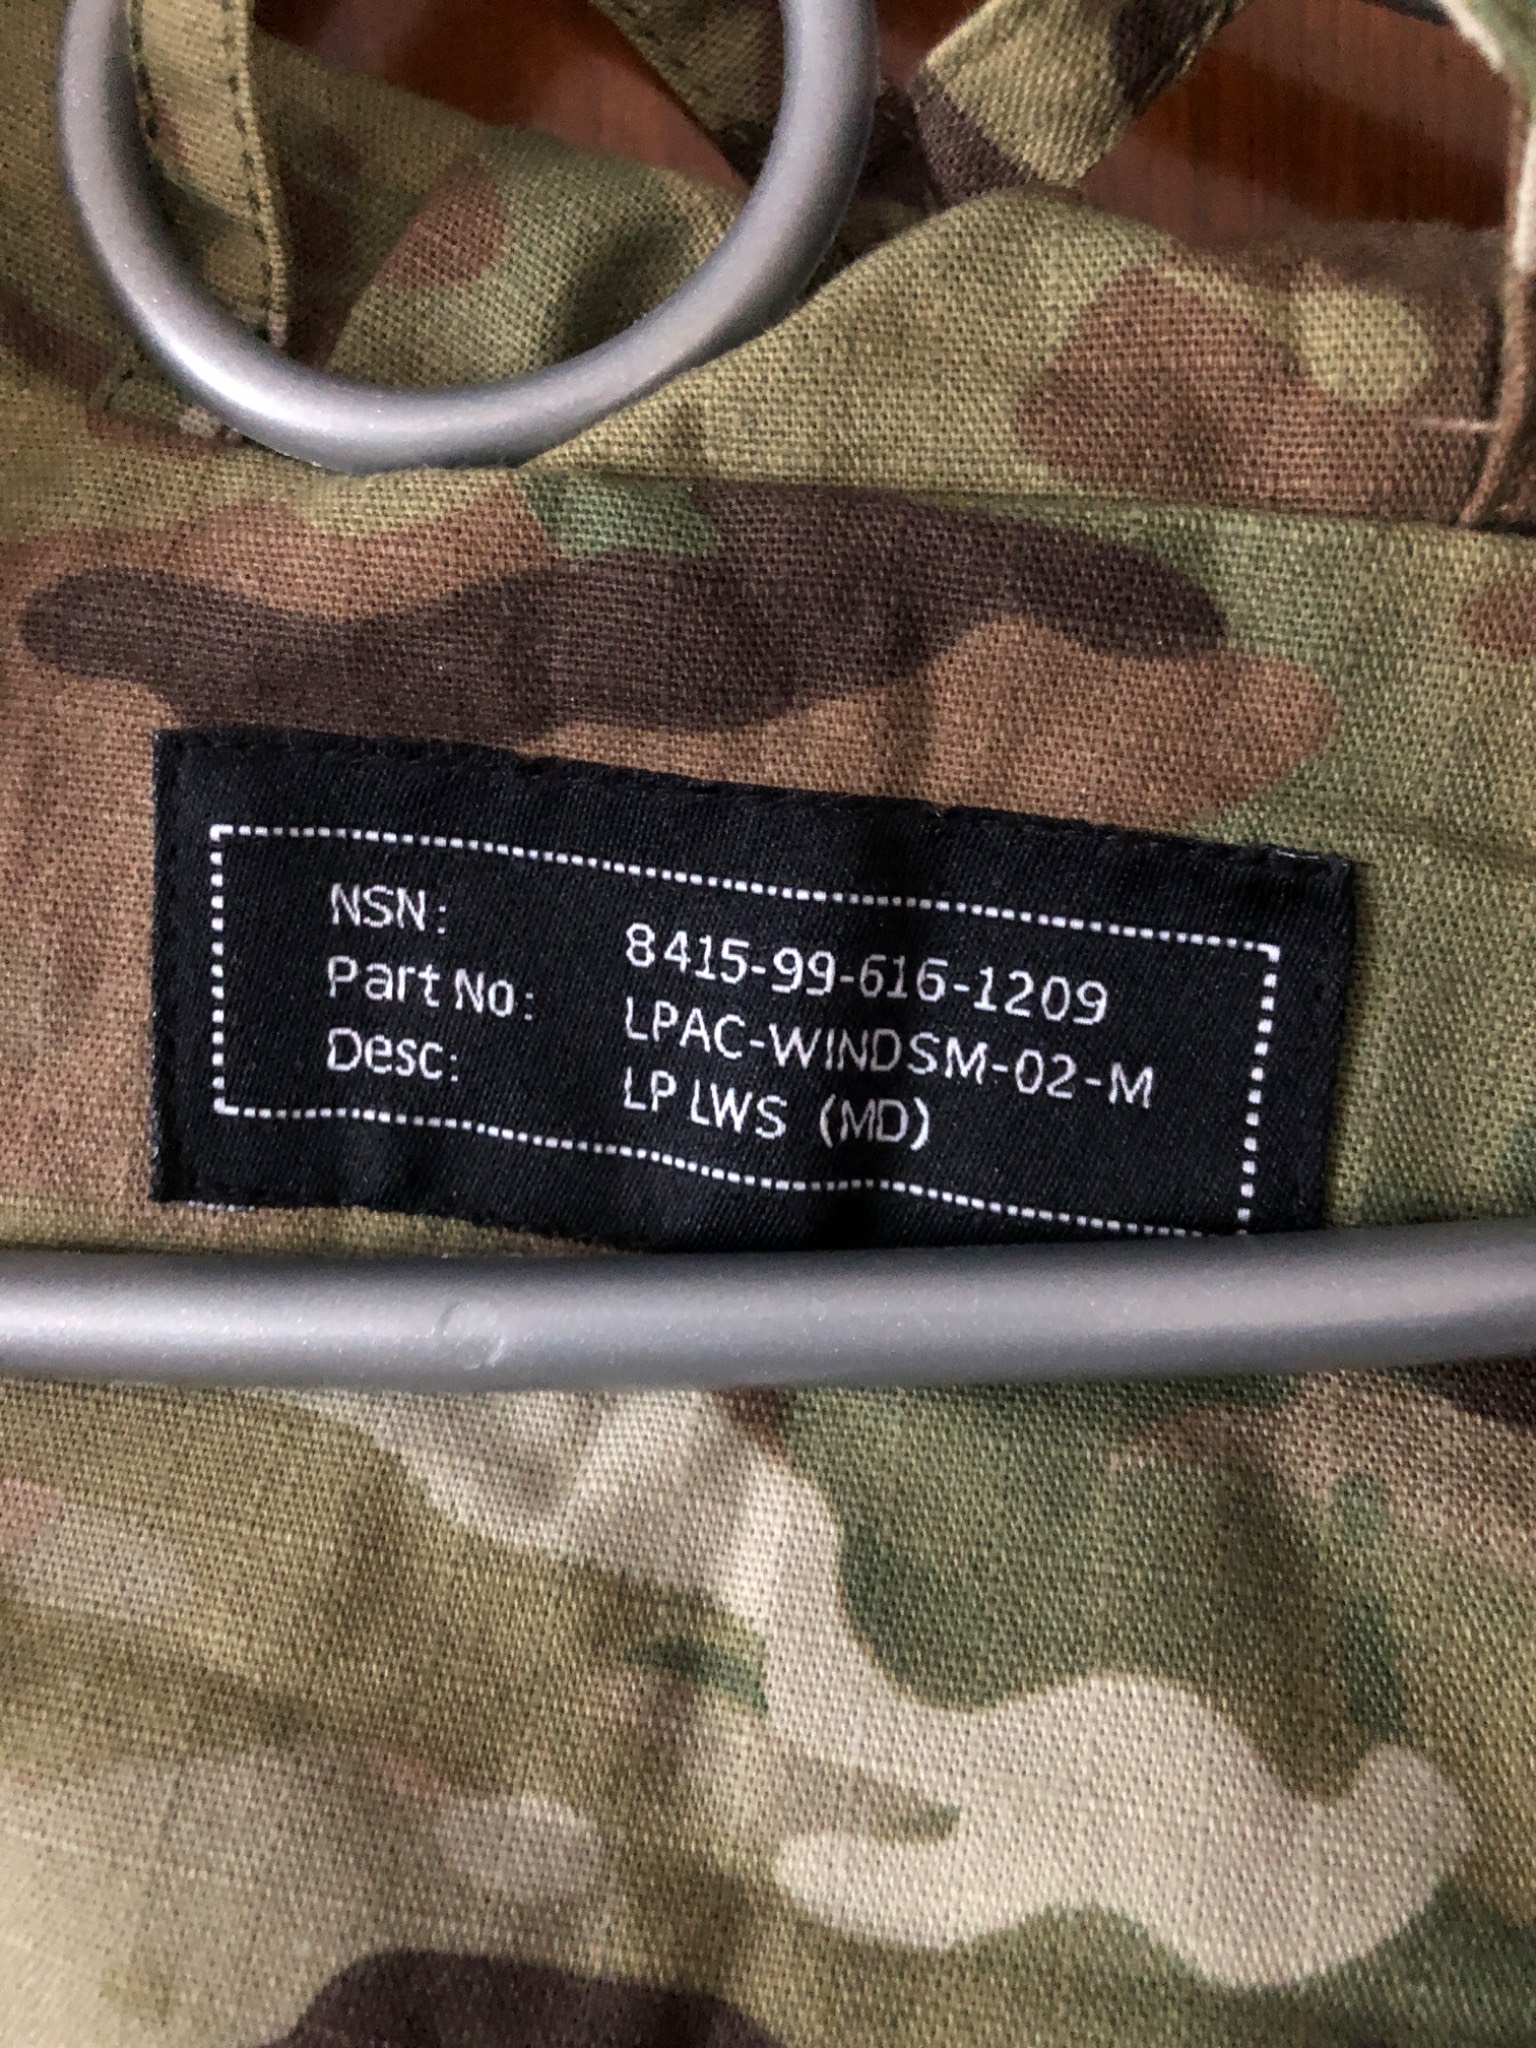 NSN: 8415-99-616-1209
Part No: LPAC-WINDSM-02-M
Desc: LP LWS (MD)